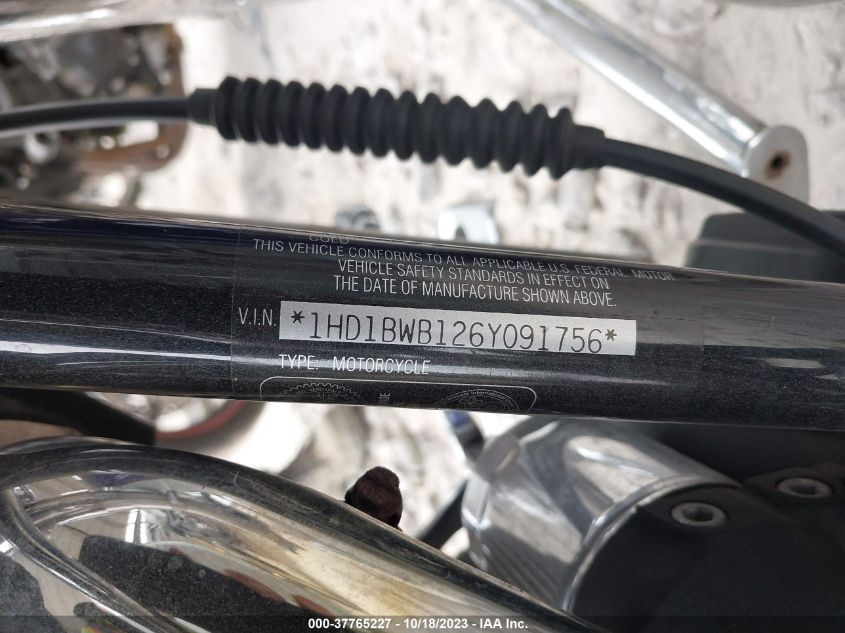 THIS VEHICLE CONFORMS TO ALL APPLICABLE U.S. FEDERAL MOTOR
VEHICLE SAFETY STANDARDS IN EFFECT ON
THE DATE OF MANUFACTURE SHOWN ABOVE.
V.I.N. *1HD1BWB126Y091756*
TYPE: MOTORCYCLE
000-37765227 - 10/18/2023 - © IAA Inc.